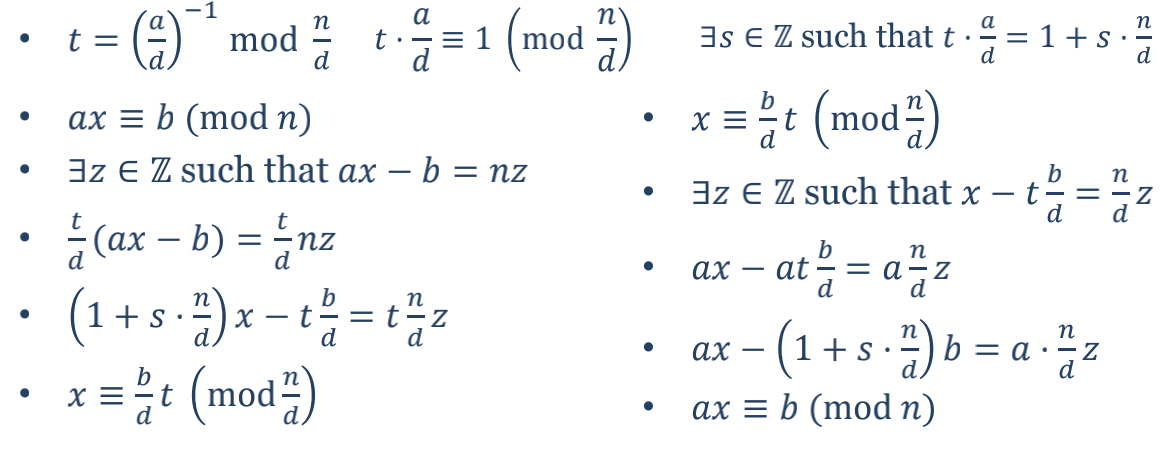 • t = (a/d)⁻¹ mod n/d    t · a/d ≡ 1 (mod n/d)    ∃s ∈ ℤ such that t · a/d = 1 + s · n/d
• ax ≡ b (mod n)
• ∃z ∈ ℤ such that ax − b = nz
• t/d (ax − b) = t/d nz
• (1 + s · n/d) x − t b/d = t n/d z
• x ≡ b/d t (mod n/d)
• x ≡ b/d t (mod n/d)
• ∃z ∈ ℤ such that x − t b/d = n/d z
• ax − at b/d = a n/d z
• ax − (1 + s · n/d) b = a · n/d z
• ax ≡ b (mod n)